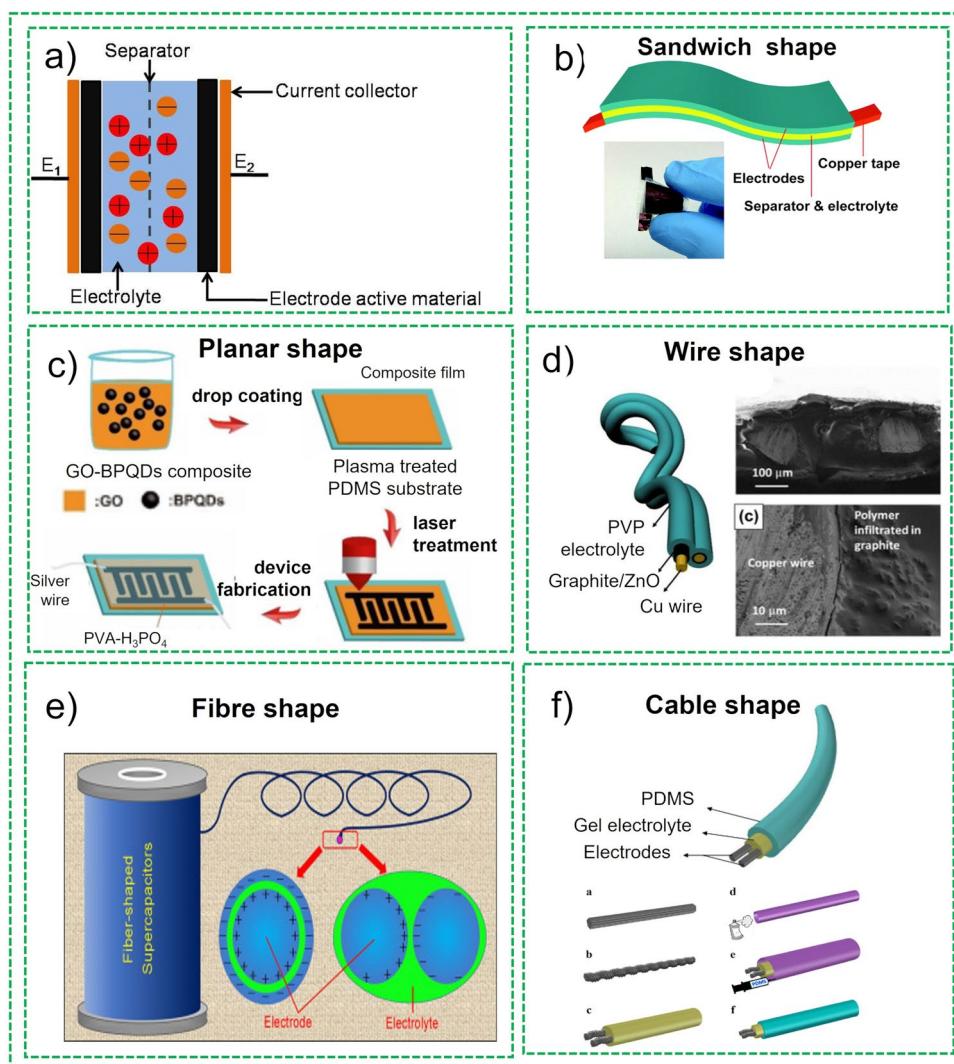 a)
Separator
Current collector
E₁
E₂
Electrolyte
Electrode active material
b)
Sandwich shape
Copper tape
Electrodes
Separator & electrolyte
c)
Planar shape
drop coating
Composite film
GO-BPQDs composite
:GO :BPQDs
Plasma treated
PDMS substrate
laser
treatment
device
fabrication
Silver
wire
PVA-H₃PO₄
d)
Wire shape
PVP
electrolyte
Graphite/ZnO
Cu wire
100 µm
(c)
Polymer
infiltrated in
graphite
Copper wire
10 µm
e)
Fibre shape
Fiber-shaped
Supercapacitors
Electrode
Electrolyte
f)
Cable shape
PDMS
Gel electrolyte
Electrodes
a
d
b
e
PDMS
c
f